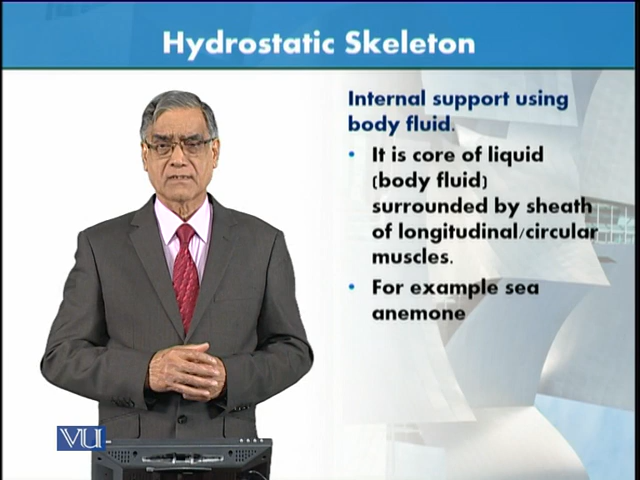 Hydrostatic Skeleton
Internal support using
body fluid.
• It is core of liquid
(body fluid)
surrounded by sheath
of longitudinal/circular
muscles.
• For example sea
anemone
VU